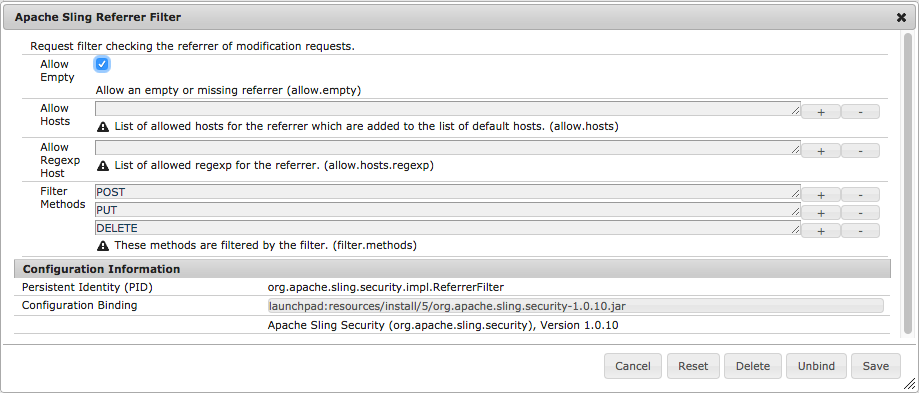 Apache Sling Referrer Filter
Request filter checking the referrer of modification requests.
Allow
Empty
Allow an empty or missing referrer (allow.empty)
Allow
Hosts
+ -
List of allowed hosts for the referrer which are added to the list of default hosts. (allow.hosts)
Allow
Regexp
Host
+ -
List of allowed regexp for the referrer. (allow.hosts.regexp)
Filter
Methods
POST + -
PUT + -
DELETE + -
These methods are filtered by the filter. (filter.methods)
Configuration Information
Persistent Identity (PID) org.apache.sling.security.impl.ReferrerFilter
Configuration Binding launchpad:resources/install/5/org.apache.sling.security-1.0.10.jar
Apache Sling Security (org.apache.sling.security), Version 1.0.10
Cancel Reset Delete Unbind Save